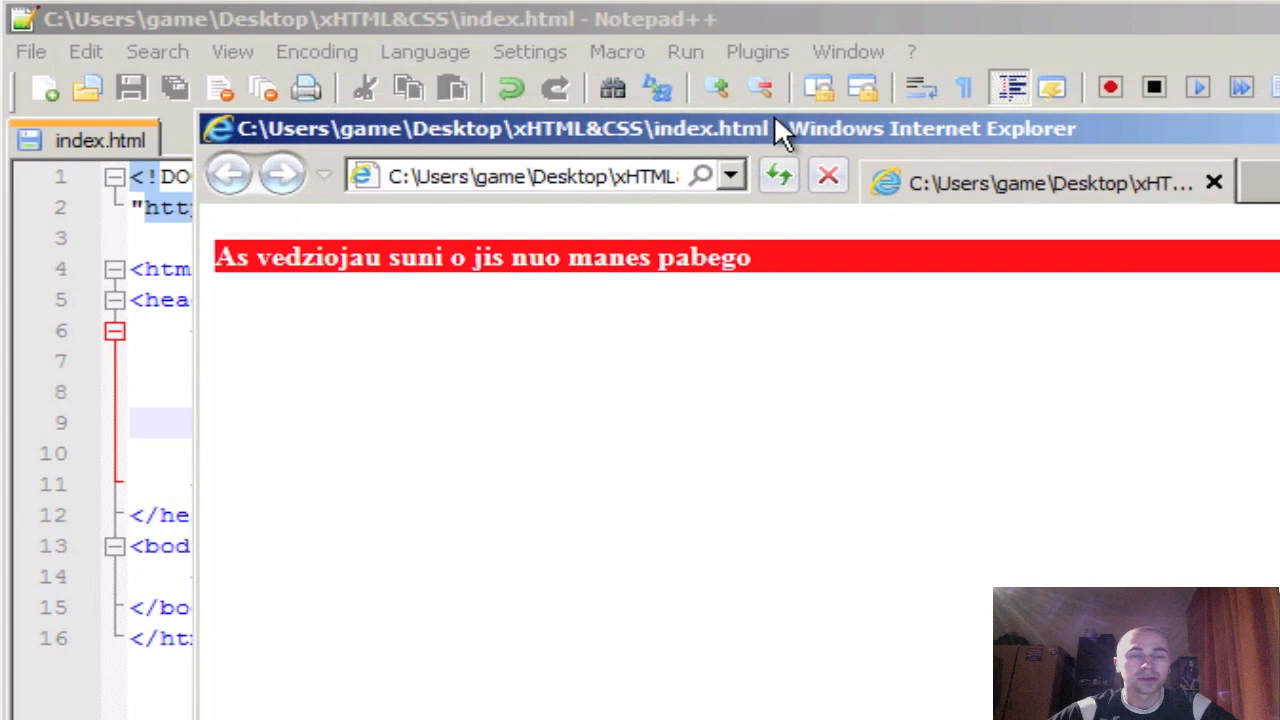 C:\Users\game\Desktop\xHTML&CSS\index.html - Notepad++
File Edit Search View Encoding Language Settings Macro Run Plugins Window ?
index.html
C:\Users\game\Desktop\xHTML&CSS\index.html - Windows Internet Explorer
C:\Users\game\Desktop\xHTML
C:\Users\game\Desktop\xHT...
As vedziojau suni o jis nuo manes pabego
1 <!DO
2 "htt
3
4 <htm
5 <hea
6
7
8
9
10
11
12 </he
13 <bod
14
15 </bo
16 </ht